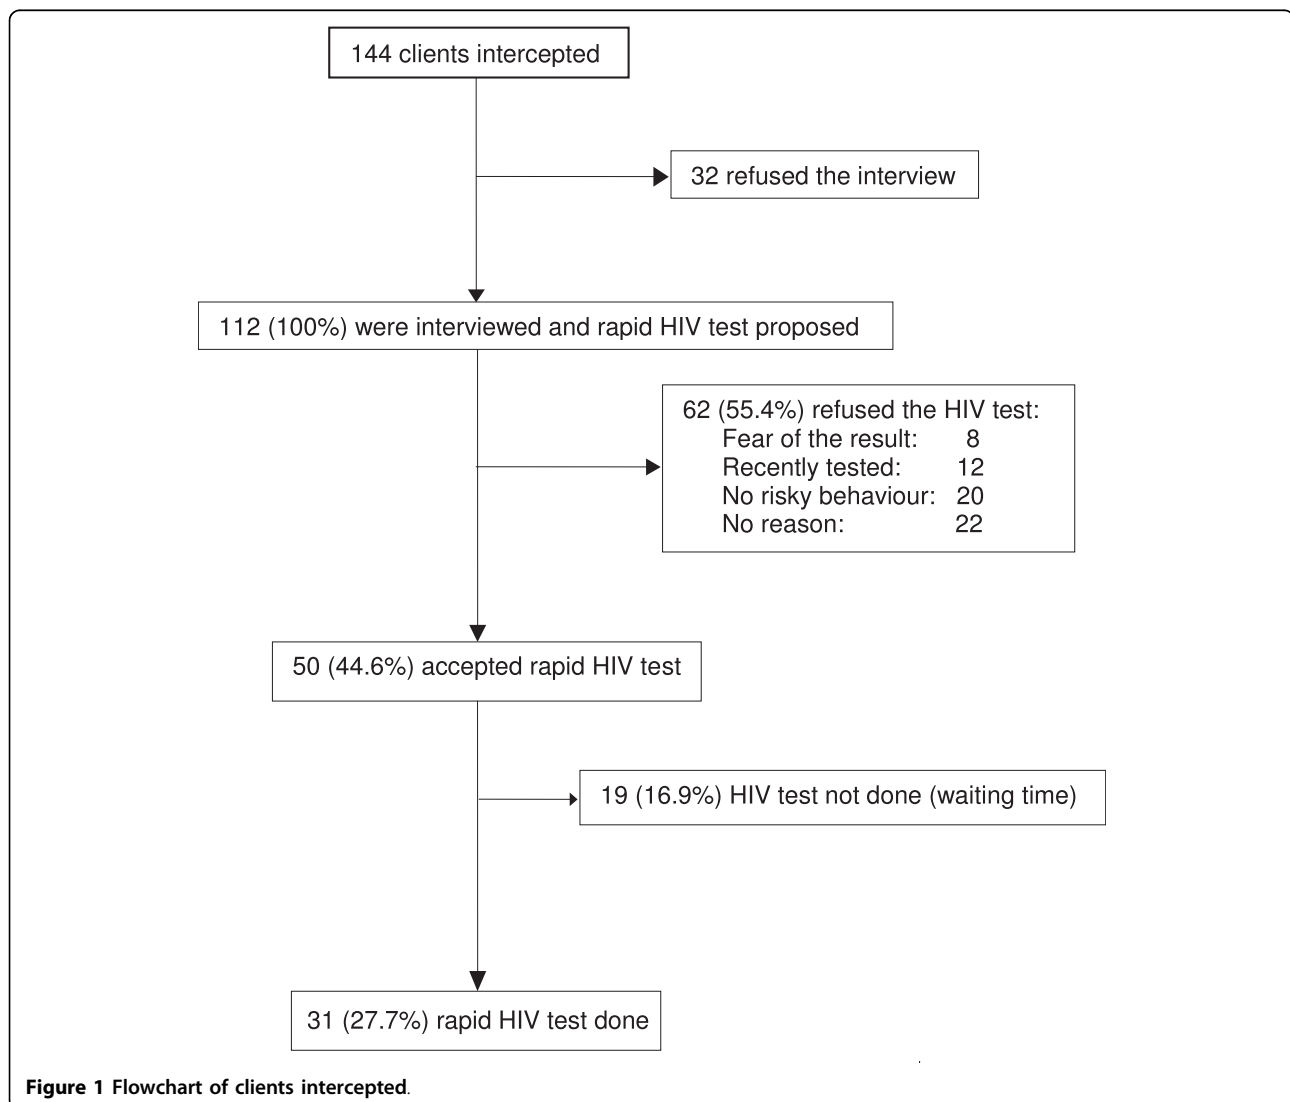 144 clients intercepted
32 refused the interview
112 (100%) were interviewed and rapid HIV test proposed
62 (55.4%) refused the HIV test:
Fear of the result: 8
Recently tested: 12
No risky behaviour: 20
No reason: 22
50 (44.6%) accepted rapid HIV test
19 (16.9%) HIV test not done (waiting time)
31 (27.7%) rapid HIV test done
Figure 1 Flowchart of clients intercepted.